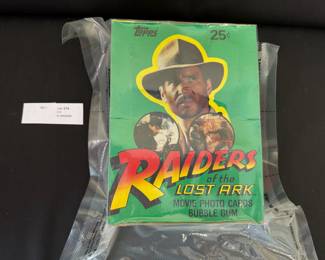 TOPPS
25¢
RAIDERS
of the
LOST ARK
MOVIE PHOTO CARDS
BUBBLE GUM